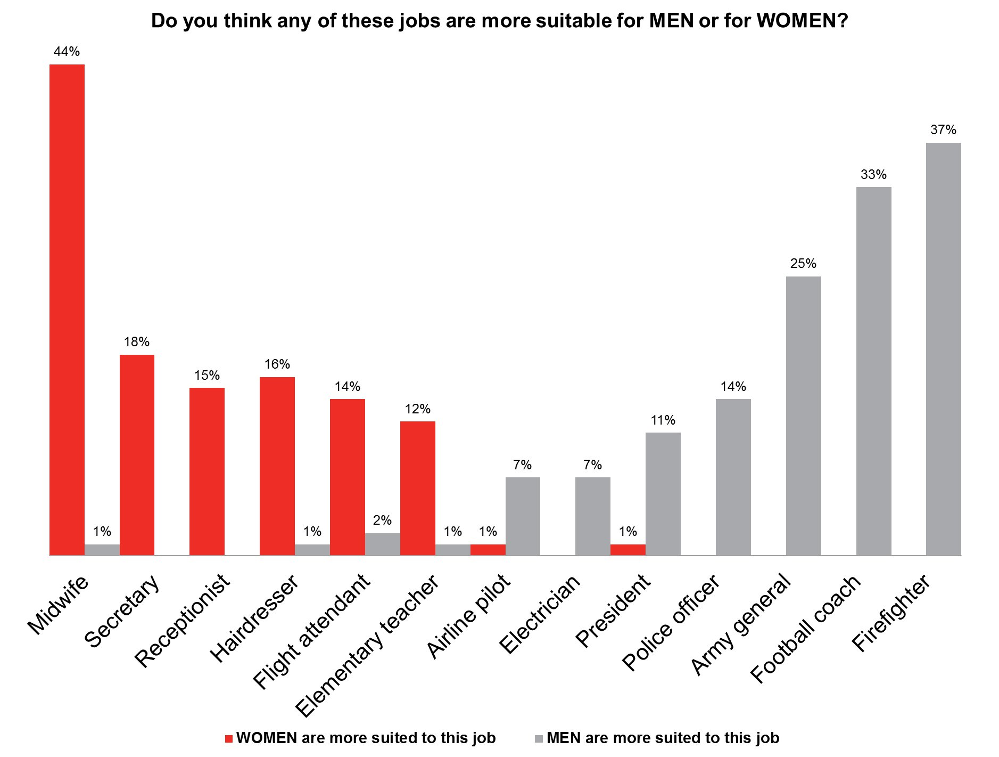 Do you think any of these jobs are more suitable for MEN or for WOMEN?
44%
1%
18%
15%
16%
1%
14%
2%
12%
1%
1%
7%
7%
1%
11%
14%
25%
33%
37%
Midwife
Secretary
Receptionist
Hairdresser
Flight attendant
Elementary teacher
Airline pilot
Electrician
President
Police officer
Army general
Football coach
Firefighter
WOMEN are more suited to this job
MEN are more suited to this job